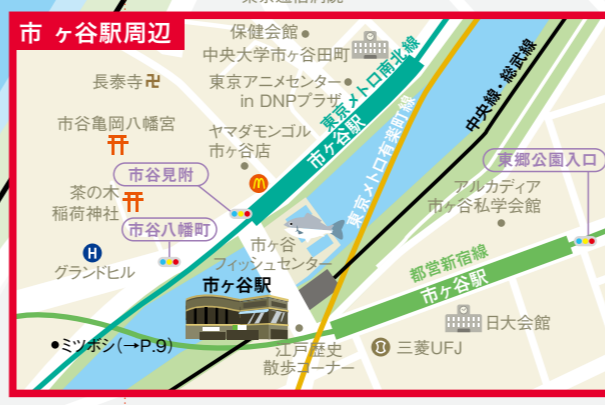 東京逓信病院
市ヶ谷駅周辺
保健会館
中央大学市ヶ谷田町
長泰寺
東京アニメセンター
in DNPプラザ
東京メトロ南北線
市ヶ谷駅
中央線・総武線
市谷亀岡八幡宮
ヤマダモンゴル
市ヶ谷店
東京メトロ有楽町線
市谷見附
東郷公園入口
茶の木
稲荷神社
アルカディア
市ヶ谷私学会館
市谷八幡町
H
グランドヒル
市ヶ谷
フィッシュセンター
都営新宿線
市ヶ谷駅
市ヶ谷駅
日大会館
ミツボシ(→P.9)
江戸歴史
散歩コーナー
三菱UFJ